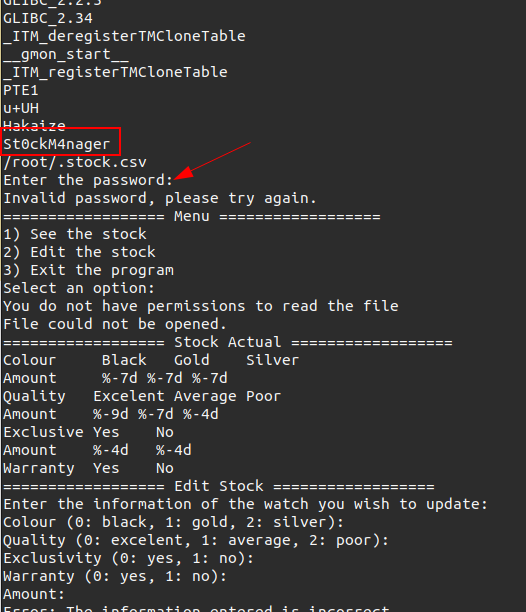 GLIBC_2.2.5
GLIBC_2.34
_ITM_deregisterTMCloneTable
__gmon_start__
_ITM_registerTMCloneTable
PTE1
u+UH
Hakaize
St0ckM4nager
/root/.stock.csv
Enter the password:
Invalid password, please try again.
================== Menu ==================
1) See the stock
2) Edit the stock
3) Exit the program
Select an option:
You do not have permissions to read the file
File could not be opened.
================== Stock Actual ==================
Colour     Black   Gold    Silver
Amount     %-7d %-7d %-7d
Quality   Excelent Average Poor
Amount    %-9d %-7d %-4d
Exclusive Yes    No
Amount    %-4d   %-4d
Warranty  Yes    No
================== Edit Stock ==================
Enter the information of the watch you wish to update:
Colour (0: black, 1: gold, 2: silver):
Quality (0: excelent, 1: average, 2: poor):
Exclusivity (0: yes, 1: no):
Warranty (0: yes, 1: no):
Amount:
Error: The information entered is incorrect